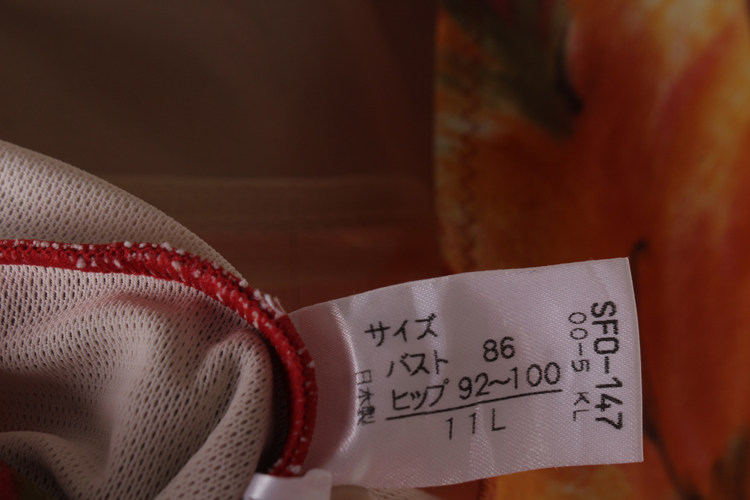 サイズ
バスト 86
ヒップ 92~100
11L
日本製
SFO-147
00-5 KL